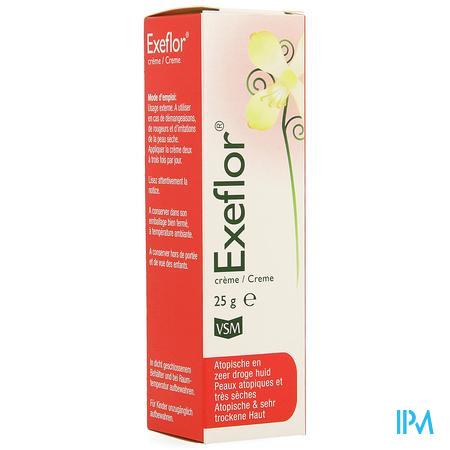 Exeflor®
crème / Creme
Mode d'emploi:
Usage externe. A utiliser
en cas de démangeaisons,
de rougeurs et d'irritations
de la peau sèche.
Appliquer la crème deux
à trois fois par jour.
Lisez attentivement la
notice.
A conserver dans son
emballage bien fermé,
à température ambiante.
A conserver hors de portée
et de vue des enfants.
In dicht geschlossenem
Behälter und bei Raum-
temperatur aufbewahren.
Für Kinder unzugänglich
aufbewahren.
Exeflor®
crème / Creme
25 g e
VSM
Atopische en
zeer droge huid
Peaux atopiques et
très sèches
Atopische & sehr
trockene Haut
IPM